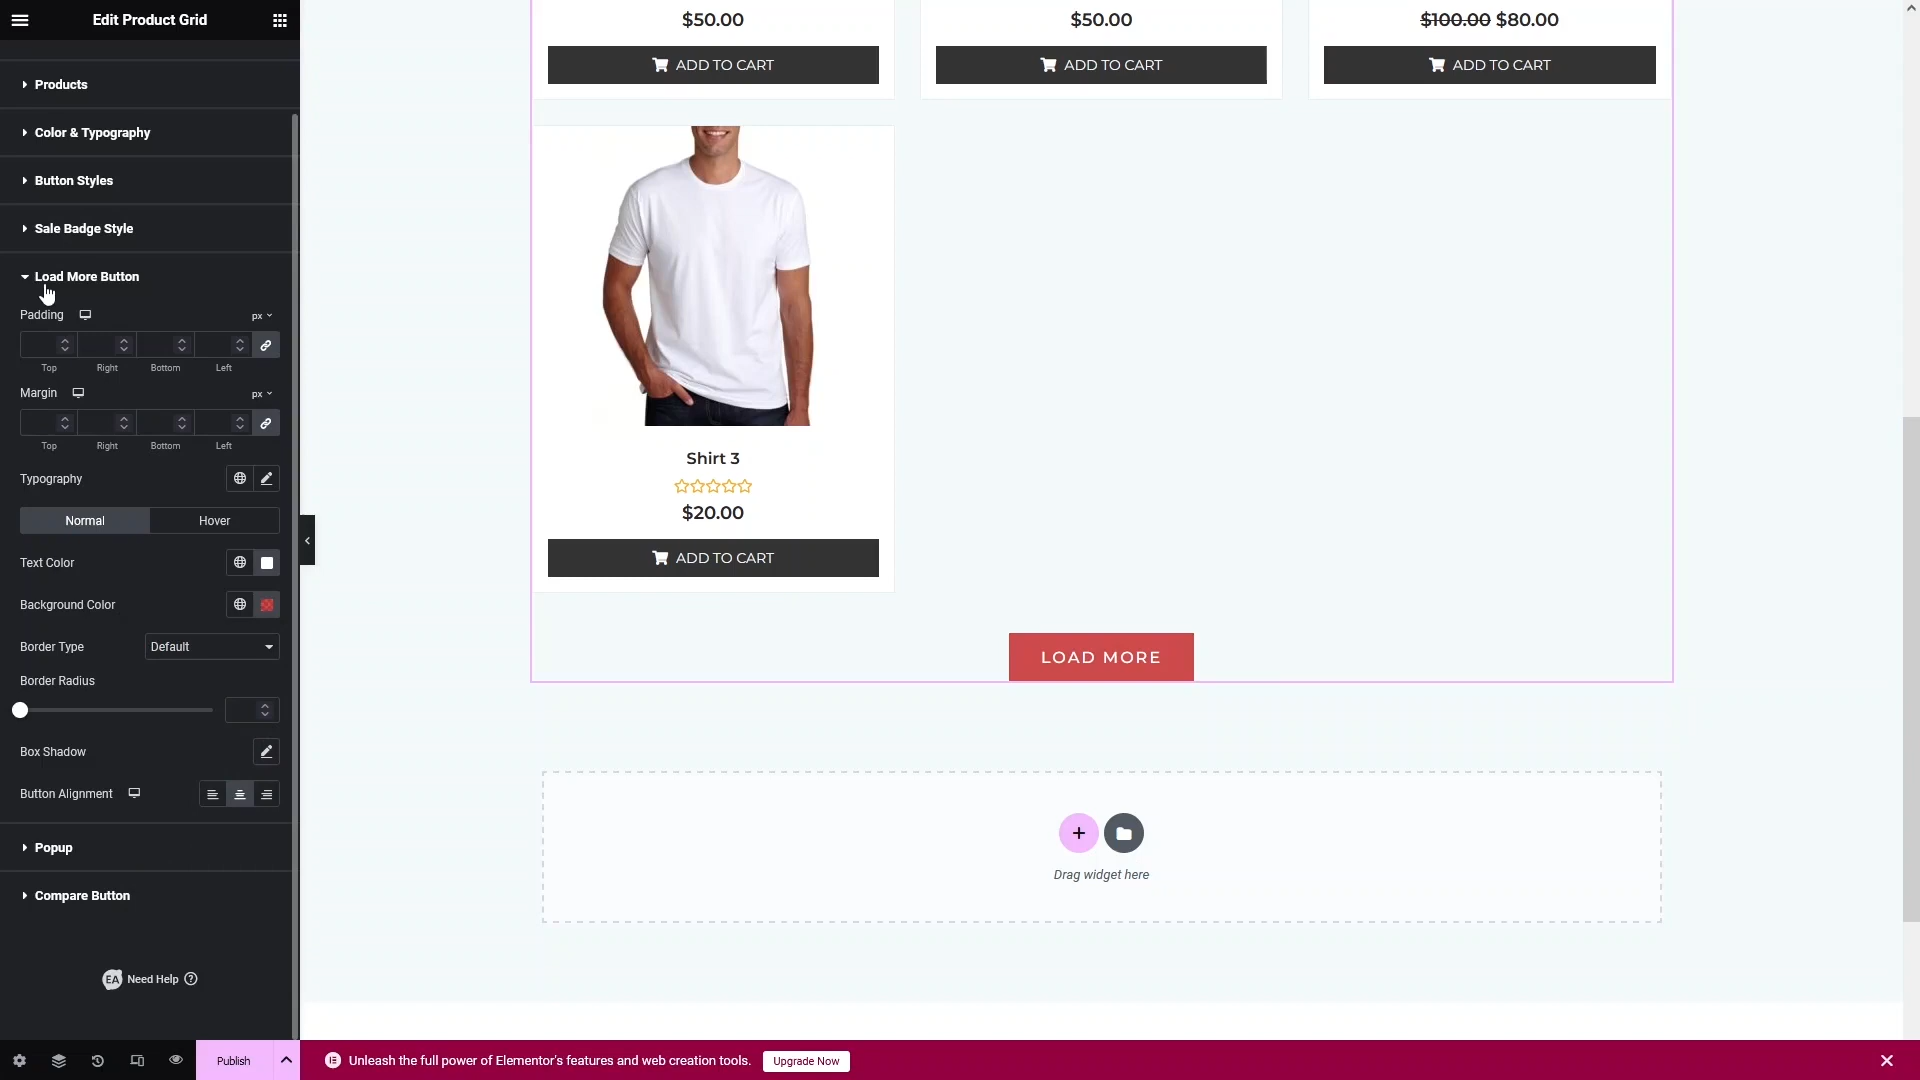 Edit Product Grid
Products
Color & Typography
Button Styles
Sale Badge Style
Load More Button
Padding
px
Top Right Bottom Left
Margin
px
Top Right Bottom Left
Typography
Normal Hover
Text Color
Background Color
Border Type Default
Border Radius
Box Shadow
Button Alignment
Popup
Compare Button
EA Need Help ?
Publish
$50.00 $50.00 $100.00 $80.00
ADD TO CART ADD TO CART ADD TO CART
Shirt 3
$20.00
ADD TO CART
LOAD MORE
Drag widget here
Unleash the full power of Elementor's features and web creation tools. Upgrade Now